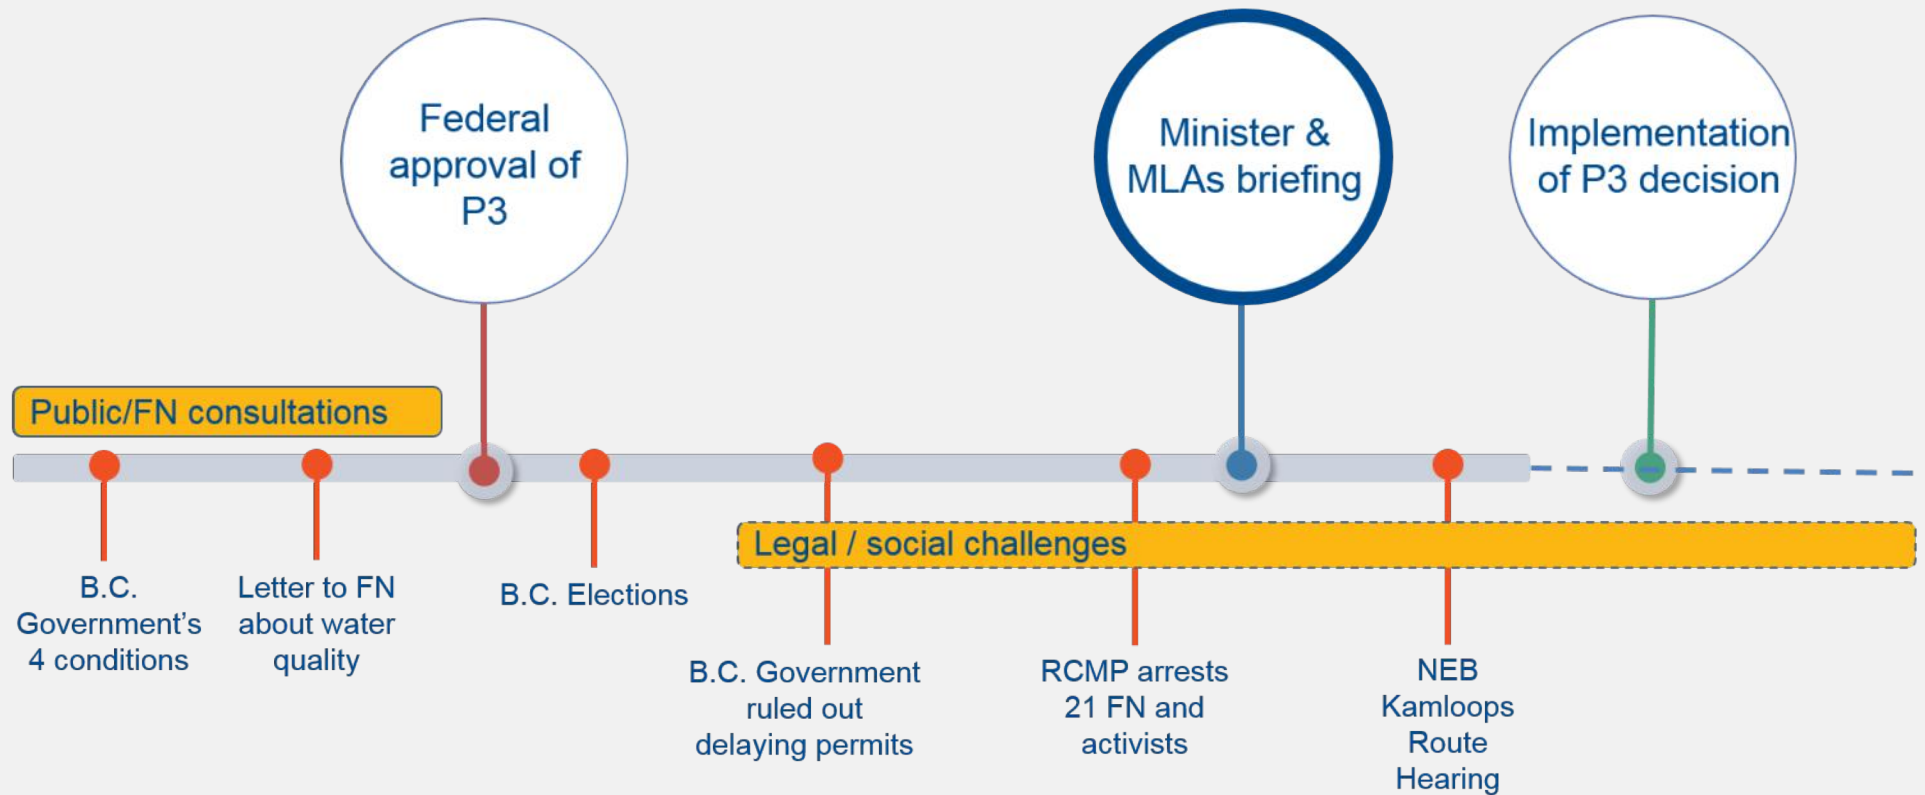 Federal
approval of
P3
Minister &
MLAs briefing
Implementation
of P3 decision
Public/FN consultations
Legal / social challenges
B.C.
Government’s
4 conditions
Letter to FN
about water
quality
B.C. Elections
B.C. Government
ruled out
delaying permits
RCMP arrests
21 FN and
activists
NEB
Kamloops
Route
Hearing